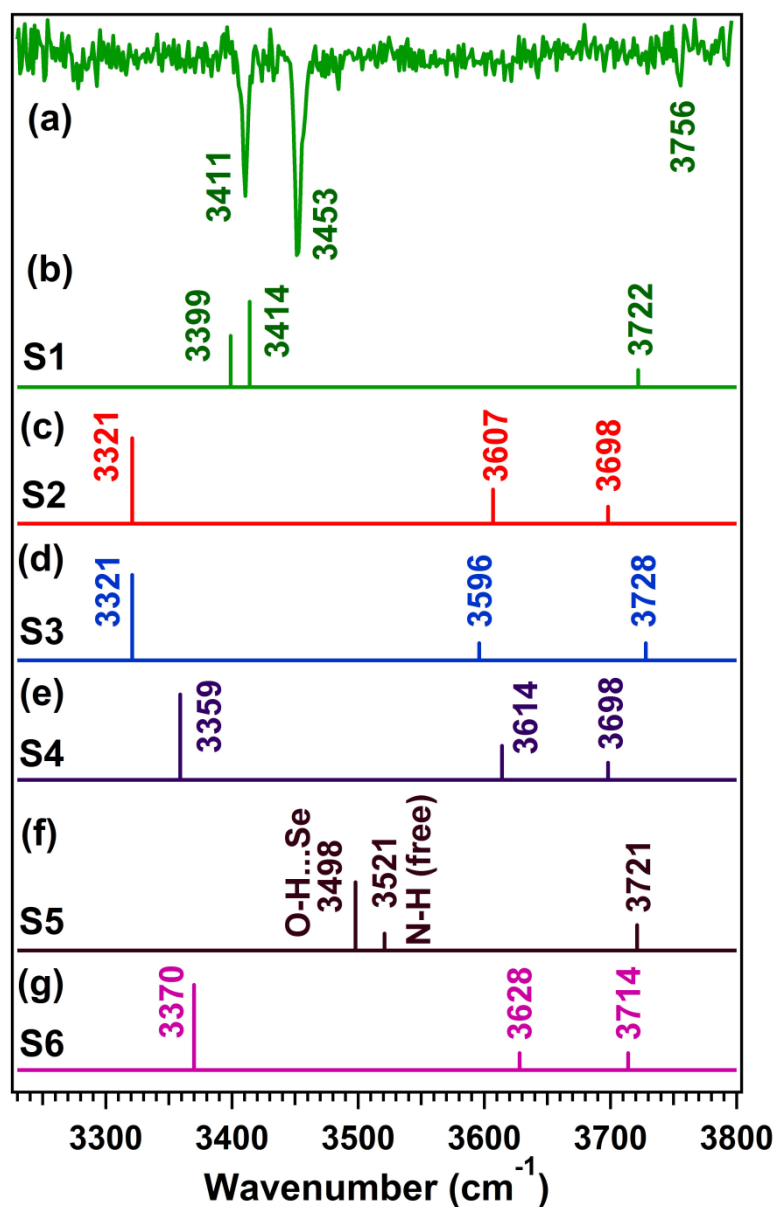 (a)
3411
3453
3756
(b)
S1
3399
3414
3722
(c)
S2
3321
3607
3698
(d)
S3
3321
3596
3728
(e)
S4
3359
3614
3698
(f)
S5
O-H...Se
3498
3521
N-H (free)
3721
(g)
S6
3370
3628
3714
3300 3400 3500 3600 3700 3800
Wavenumber (cm⁻¹)